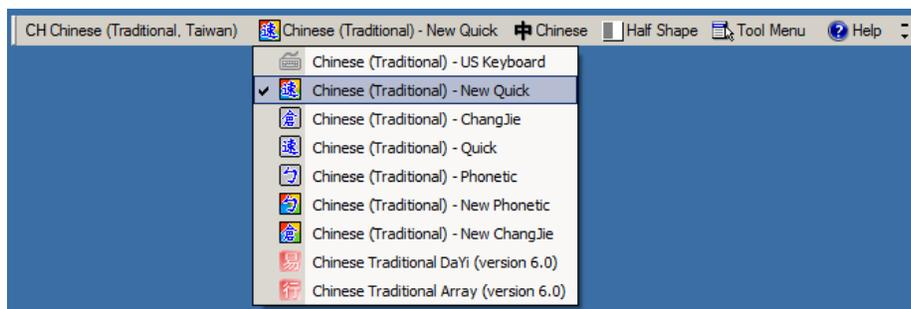 CH Chinese (Traditional, Taiwan) 速 Chinese (Traditional) - New Quick 中 Chinese Half Shape Tool Menu ? Help
Chinese (Traditional) - US Keyboard
速 Chinese (Traditional) - New Quick
倉 Chinese (Traditional) - ChangJie
速 Chinese (Traditional) - Quick
ㄅ Chinese (Traditional) - Phonetic
ㄅ Chinese (Traditional) - New Phonetic
倉 Chinese (Traditional) - New ChangJie
易 Chinese Traditional DaYi (version 6.0)
行 Chinese Traditional Array (version 6.0)